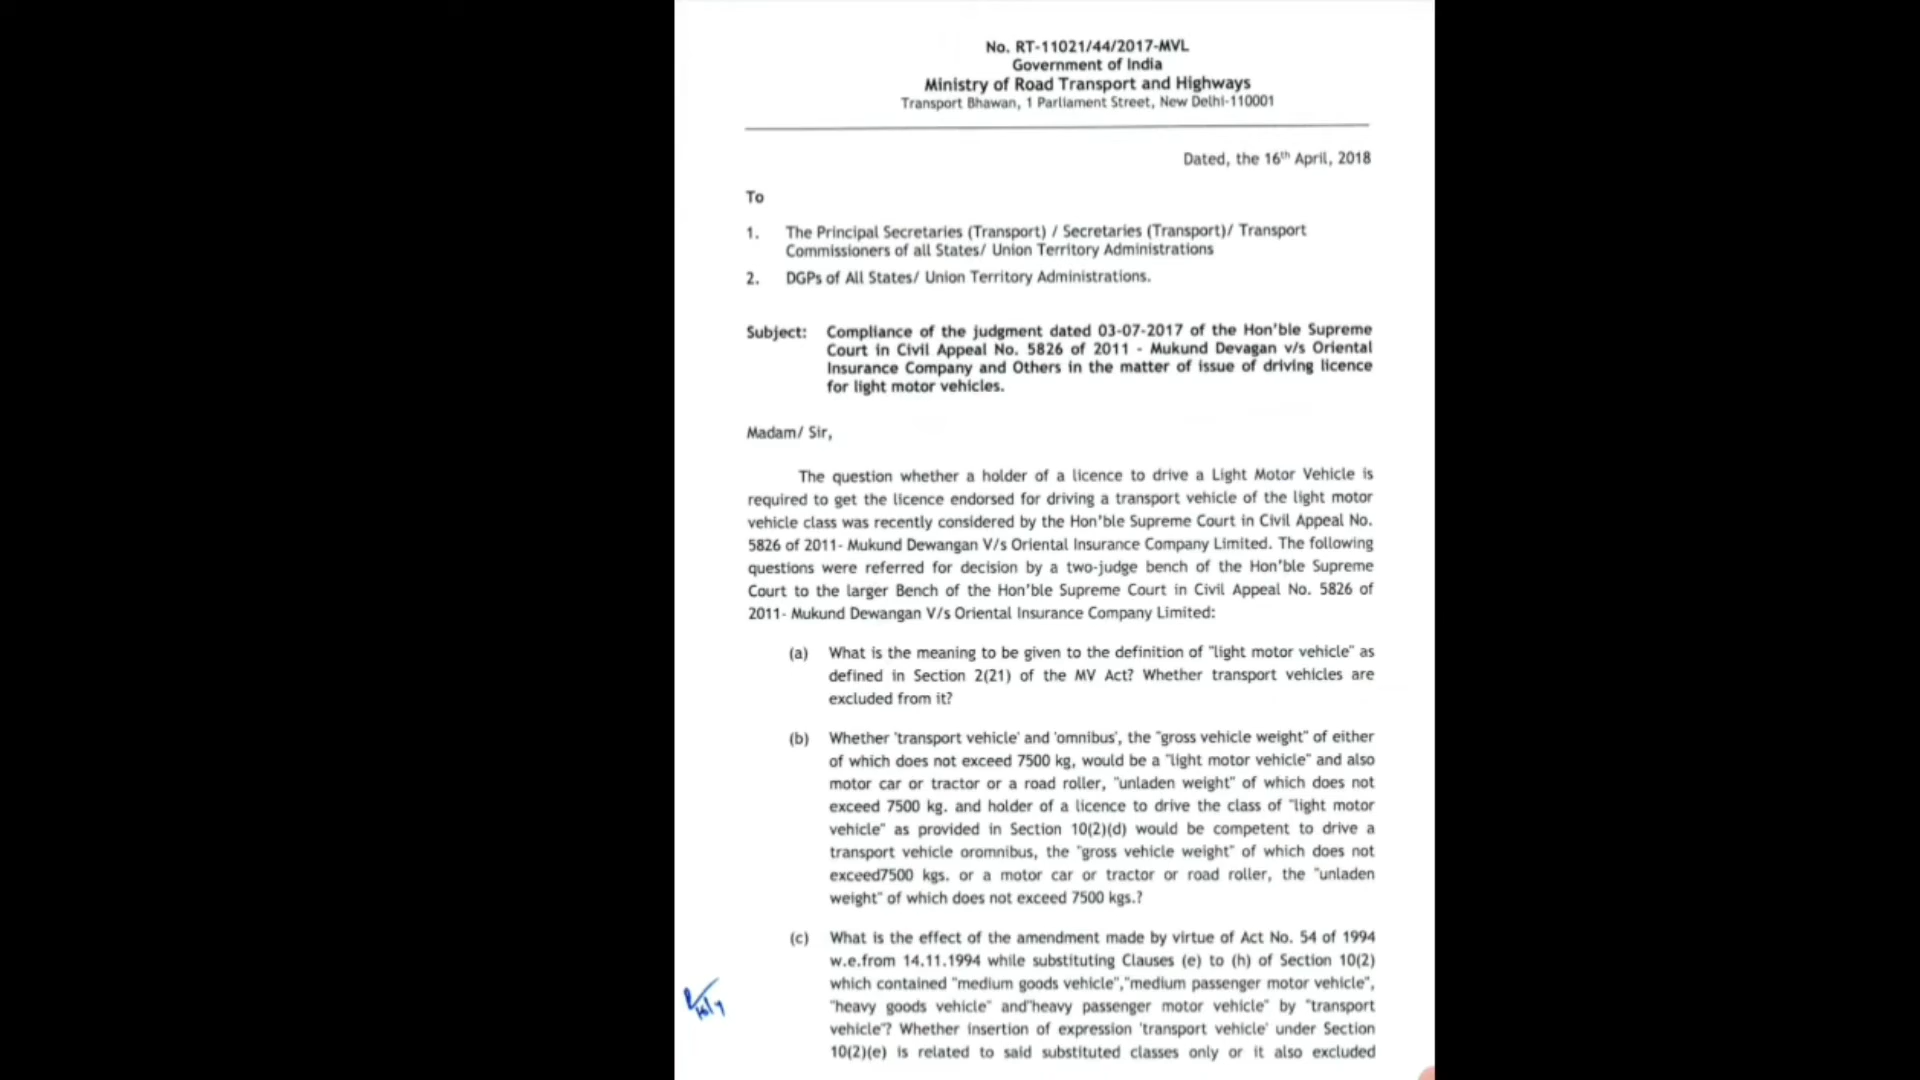 No. RT-11021/44/2017-MVL
Government of India
Ministry of Road Transport and Highways
Transport Bhawan, 1 Parliament Street, New Delhi-110001
Dated, the 16th April, 2018
To
1. The Principal Secretaries (Transport) / Secretaries (Transport)/ Transport
Commissioners of all States/ Union Territory Administrations
2. DGPs of All States/ Union Territory Administrations.
Subject: Compliance of the judgment dated 03-07-2017 of the Hon'ble Supreme
Court in Civil Appeal No. 5826 of 2011 - Mukund Devagan v/s Oriental
Insurance Company and Others in the matter of issue of driving licence
for light motor vehicles.
Madam/ Sir,
The question whether a holder of a licence to drive a Light Motor Vehicle is
required to get the licence endorsed for driving a transport vehicle of the light motor
vehicle class was recently considered by the Hon'ble Supreme Court in Civil Appeal No.
5826 of 2011- Mukund Dewangan V/s Oriental Insurance Company Limited. The following
questions were referred for decision by a two-judge bench of the Hon'ble Supreme
Court to the larger Bench of the Hon'ble Supreme Court in Civil Appeal No. 5826 of
2011- Mukund Dewangan V/s Oriental Insurance Company Limited:
(a) What is the meaning to be given to the definition of "light motor vehicle" as
defined in Section 2(21) of the MV Act? Whether transport vehicles are
excluded from it?
(b) Whether 'transport vehicle' and 'omnibus', the "gross vehicle weight" of either
of which does not exceed 7500 kg, would be a "light motor vehicle" and also
motor car or tractor or a road roller, "unladen weight" of which does not
exceed 7500 kg. and holder of a licence to drive the class of "light motor
vehicle" as provided in Section 10(2)(d) would be competent to drive a
transport vehicle oromnibus, the "gross vehicle weight" of which does not
exceed7500 kgs. or a motor car or tractor or road roller, the "unladen
weight" of which does not exceed 7500 kgs.?
(c) What is the effect of the amendment made by virtue of Act No. 54 of 1994
w.e.from 14.11.1994 while substituting Clauses (e) to (h) of Section 10(2)
which contained "medium goods vehicle","medium passenger motor vehicle",
"heavy goods vehicle" and"heavy passenger motor vehicle" by "transport
vehicle"? Whether insertion of expression 'transport vehicle' under Section
10(2)(e) is related to said substituted classes only or it also excluded